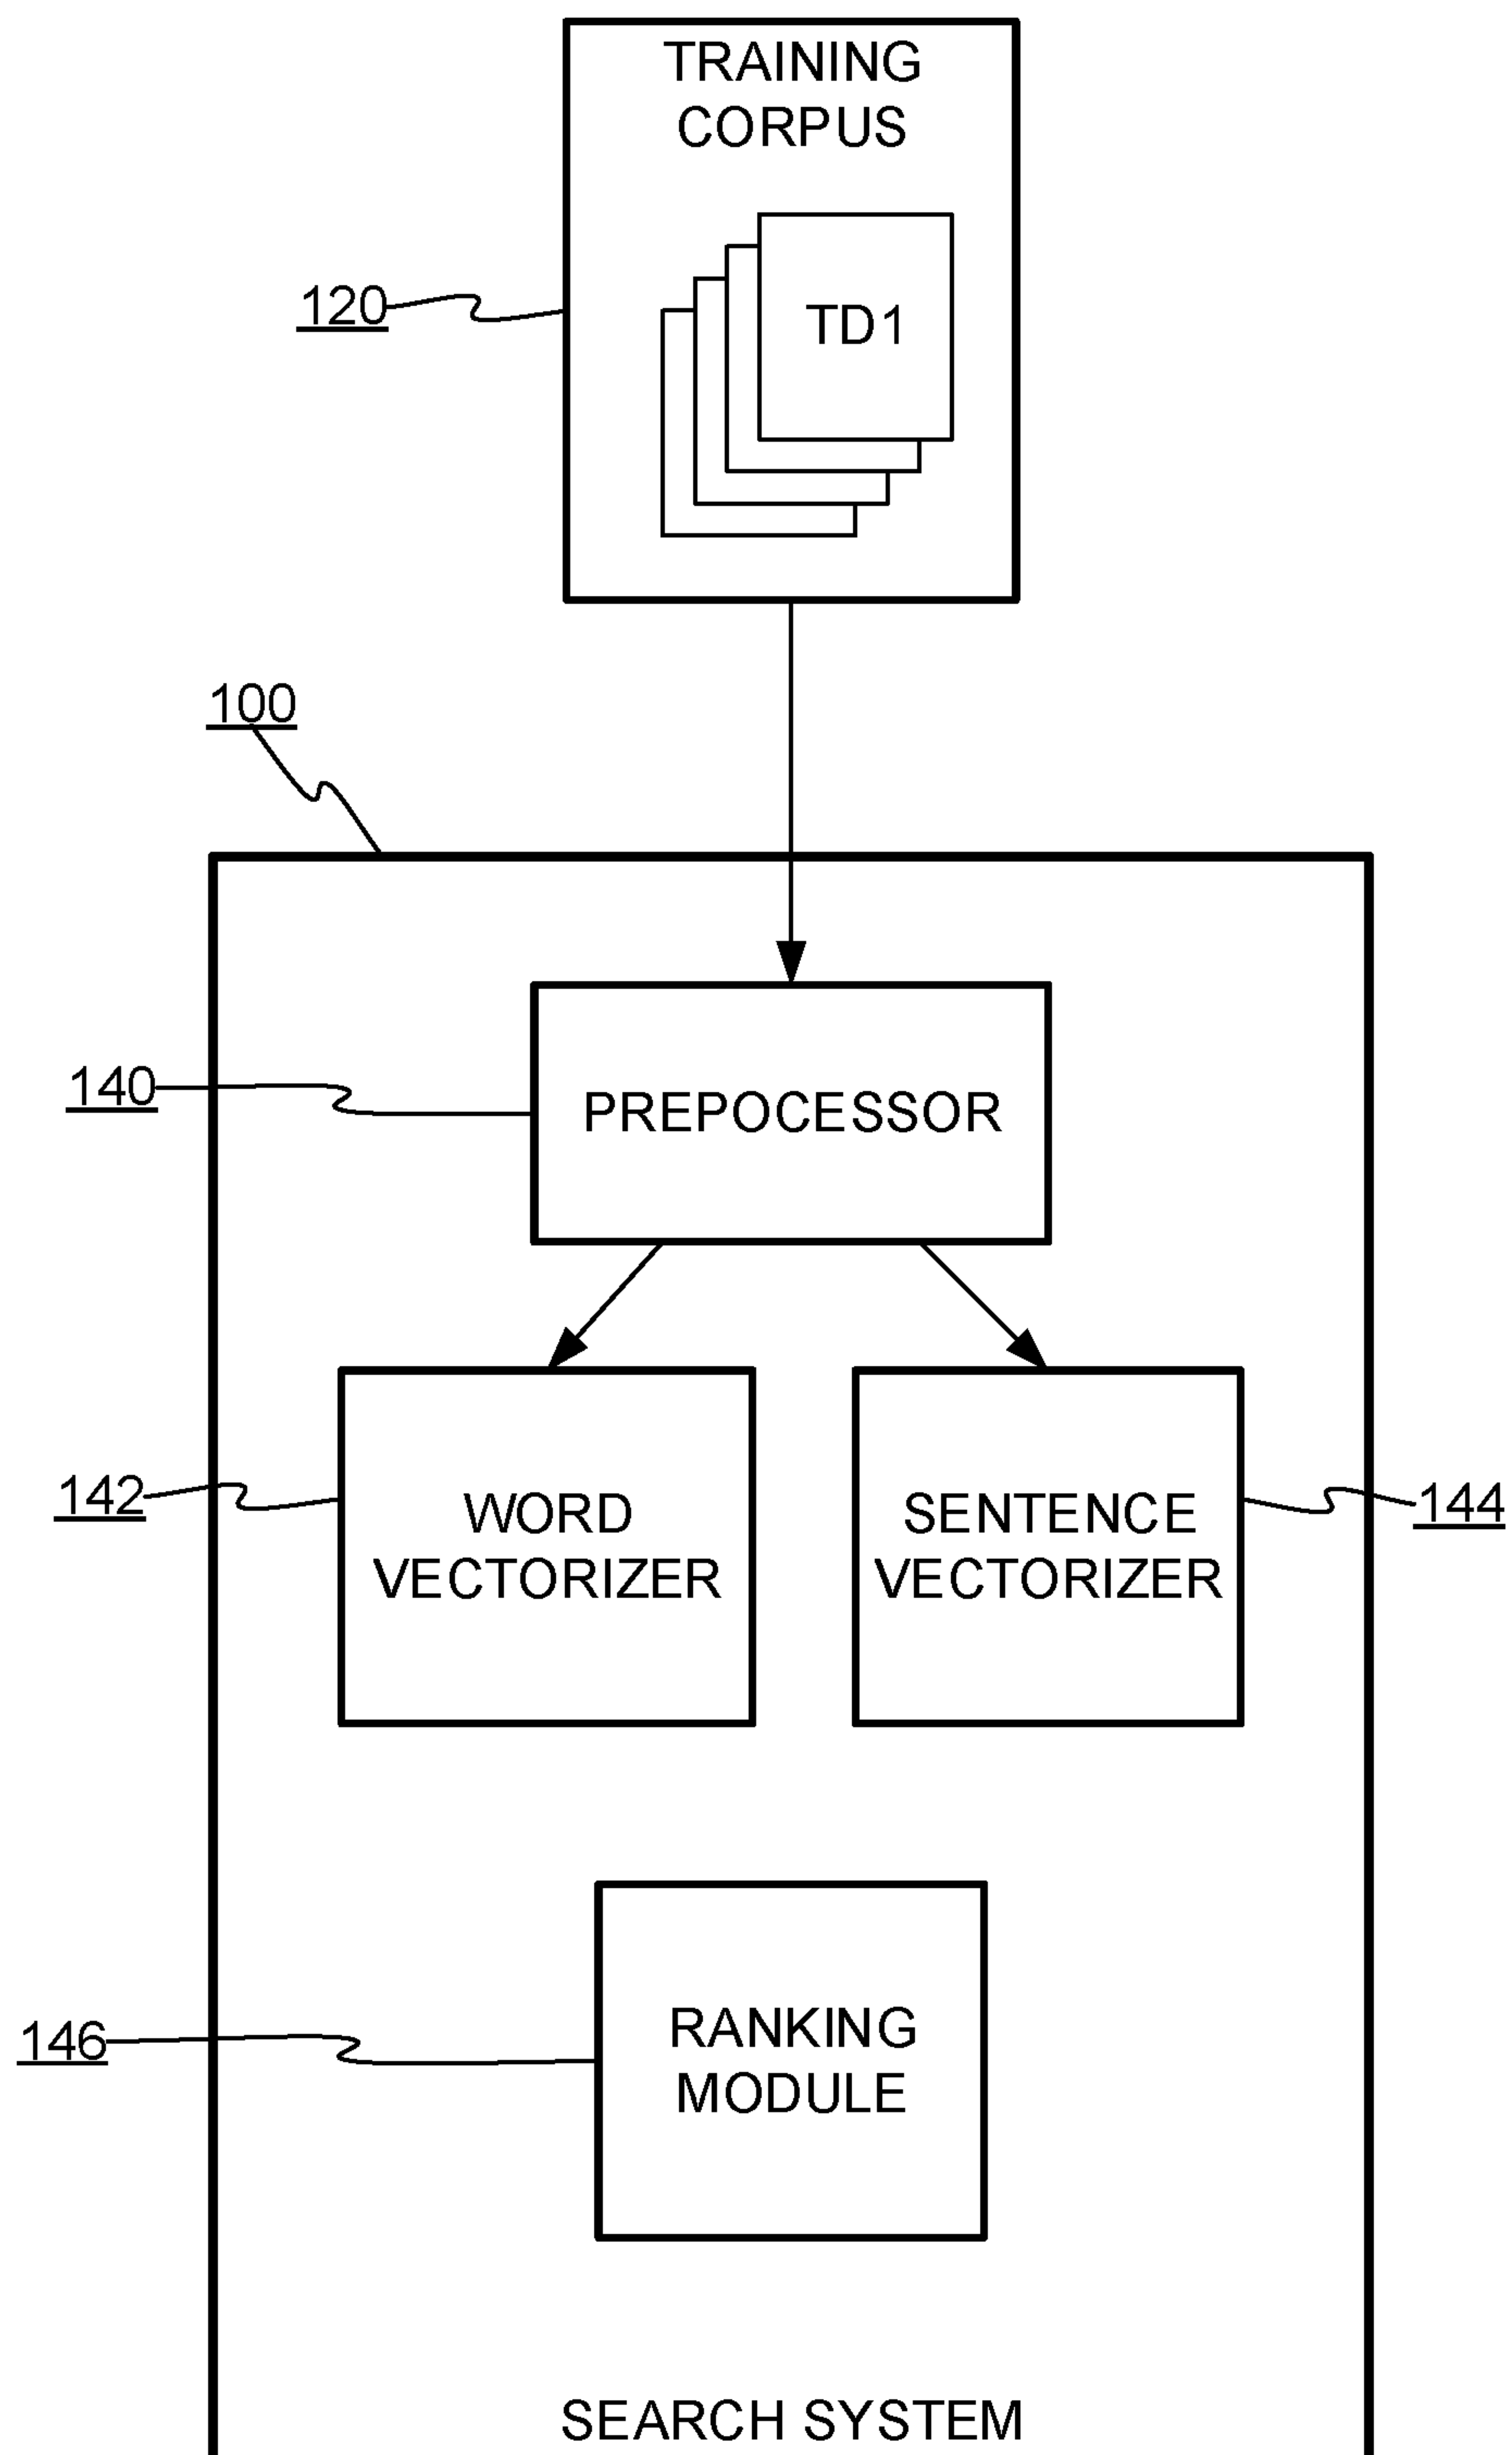 TRAINING
CORPUS
TD1
120
100
140
PREPOCESSOR
142
WORD
VECTORIZER
SENTENCE
VECTORIZER
144
146
RANKING
MODULE
SEARCH SYSTEM